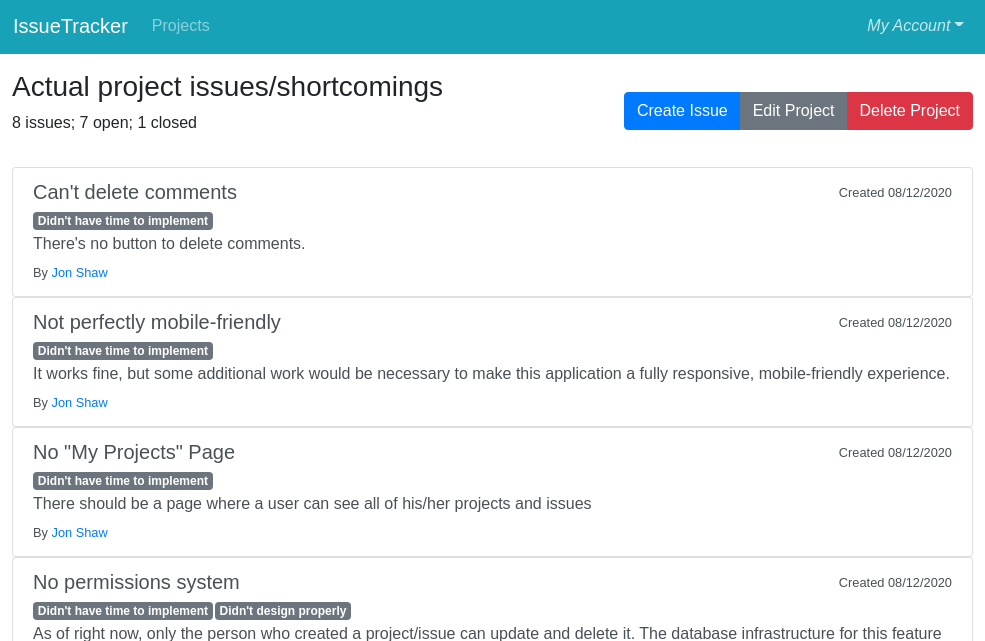 IssueTracker Projects My Account
Actual project issues/shortcomings
8 issues; 7 open; 1 closed
Create Issue Edit Project Delete Project
Can't delete comments Created 08/12/2020
Didn't have time to implement
There's no button to delete comments.
By Jon Shaw
Not perfectly mobile-friendly Created 08/12/2020
Didn't have time to implement
It works fine, but some additional work would be necessary to make this application a fully responsive, mobile-friendly experience.
By Jon Shaw
No "My Projects" Page Created 08/12/2020
Didn't have time to implement
There should be a page where a user can see all of his/her projects and issues
By Jon Shaw
No permissions system Created 08/12/2020
Didn't have time to implement Didn't design properly
As of right now, only the person who created a project/issue can update and delete it. The database infrastructure for this feature